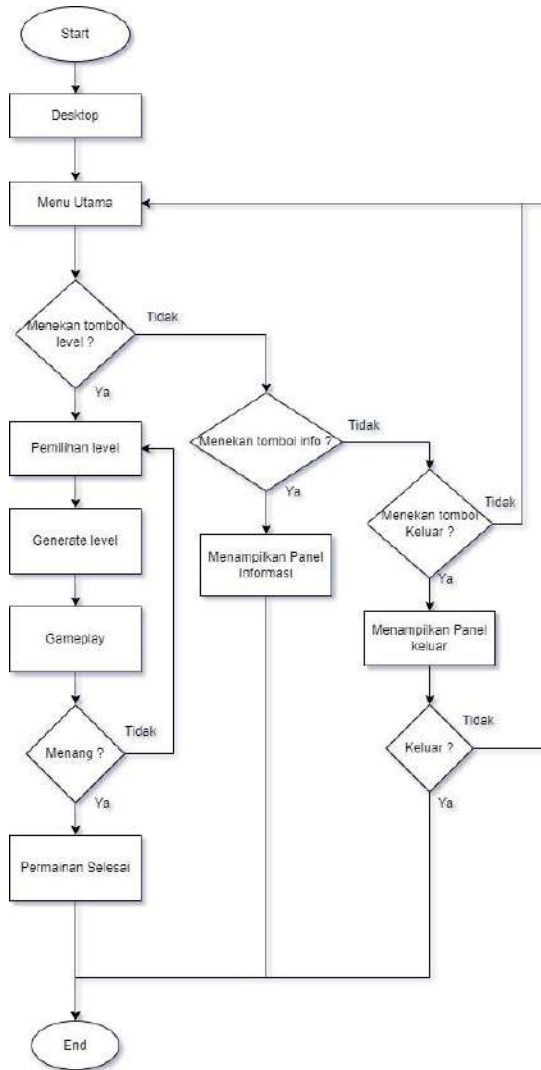 Start
Desktop
Menu Utama
Menekan tombol
level ?
Tidak
Ya
Pemilihan level
Menekan tombol info ?
Tidak
Ya
Menekan tombol
Keluar ?
Tidak
Ya
Generate level
Menampilkan Panel
Informasi
Gameplay
Menampilkan Panel
keluar
Menang ?
Tidak
Ya
Keluar ?
Tidak
Ya
Permainan Selesai
End